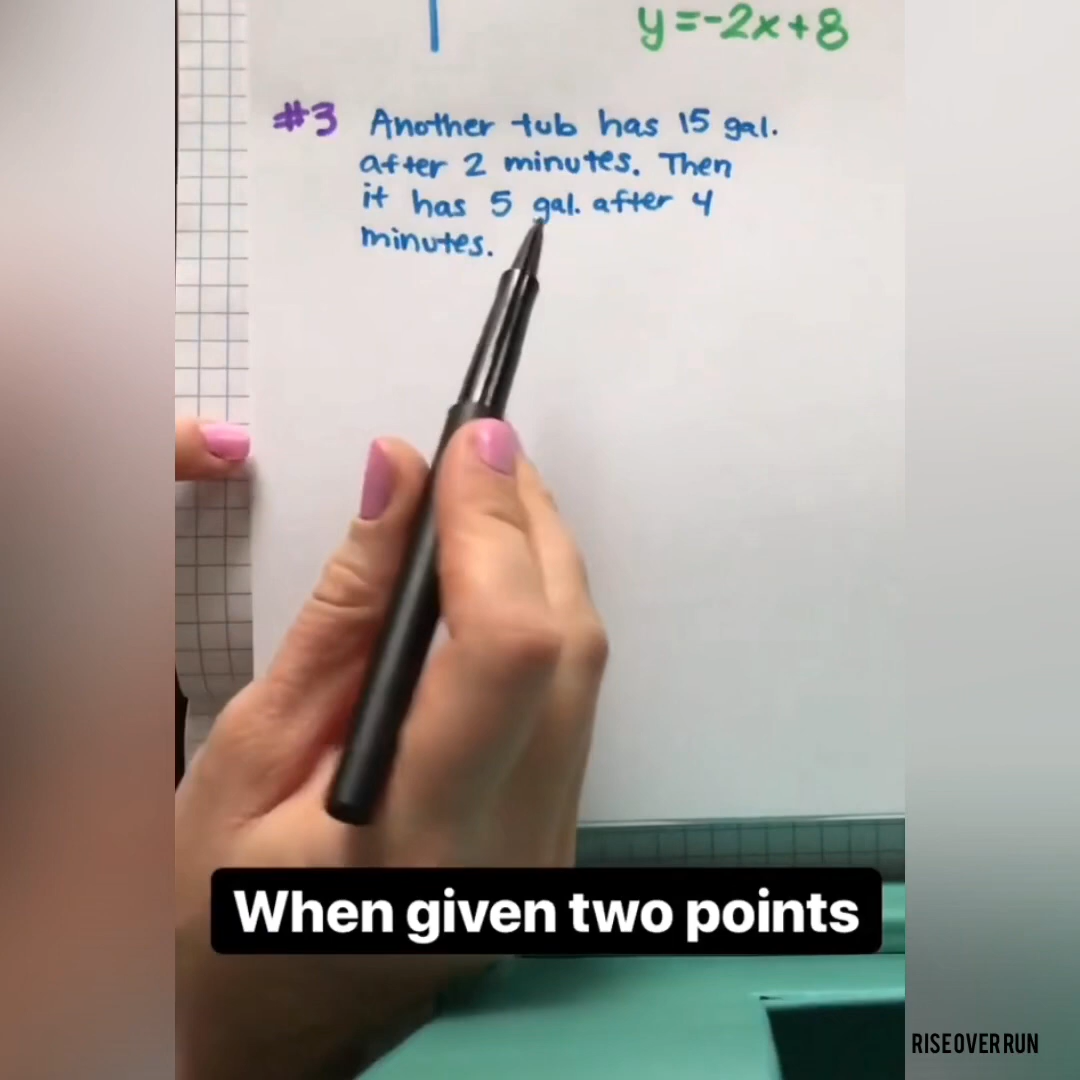 y=-2x+8
#3 Another tub has 15 gal.
after 2 minutes. Then
it has 5 gal. after 4
minutes.
When given two points
RISE OVER RUN